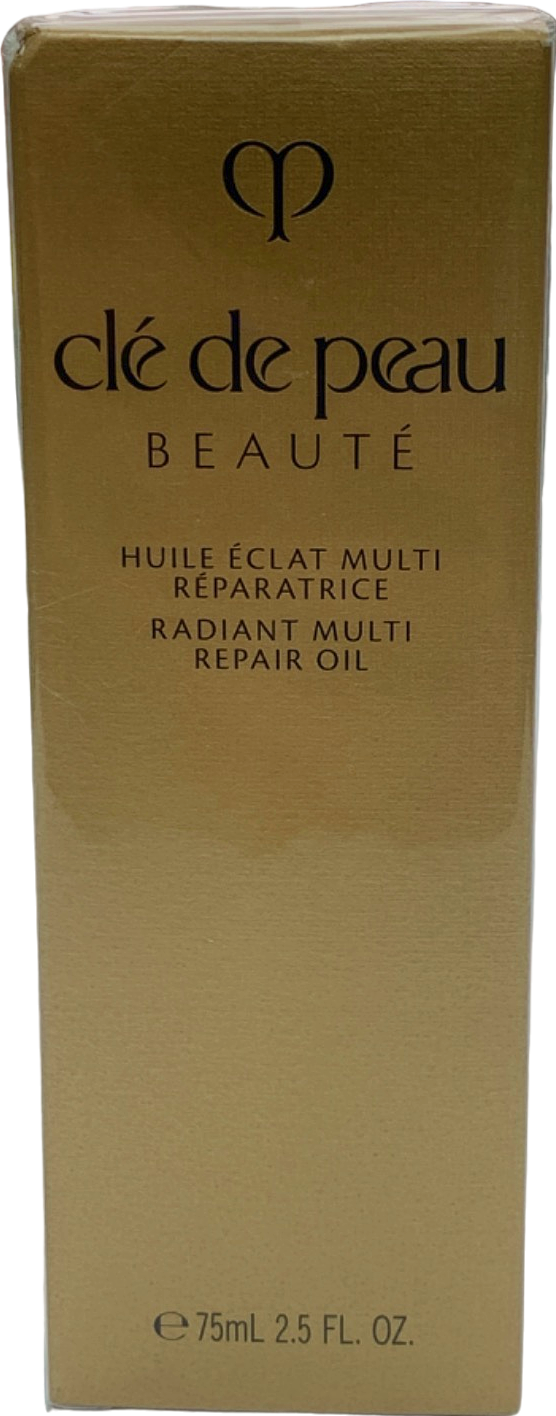 clé de peau
BEAUTÉ
HUILE ÉCLAT MULTI
RÉPARATRICE
RADIANT MULTI
REPAIR OIL
℮ 75mL 2.5 FL. OZ.